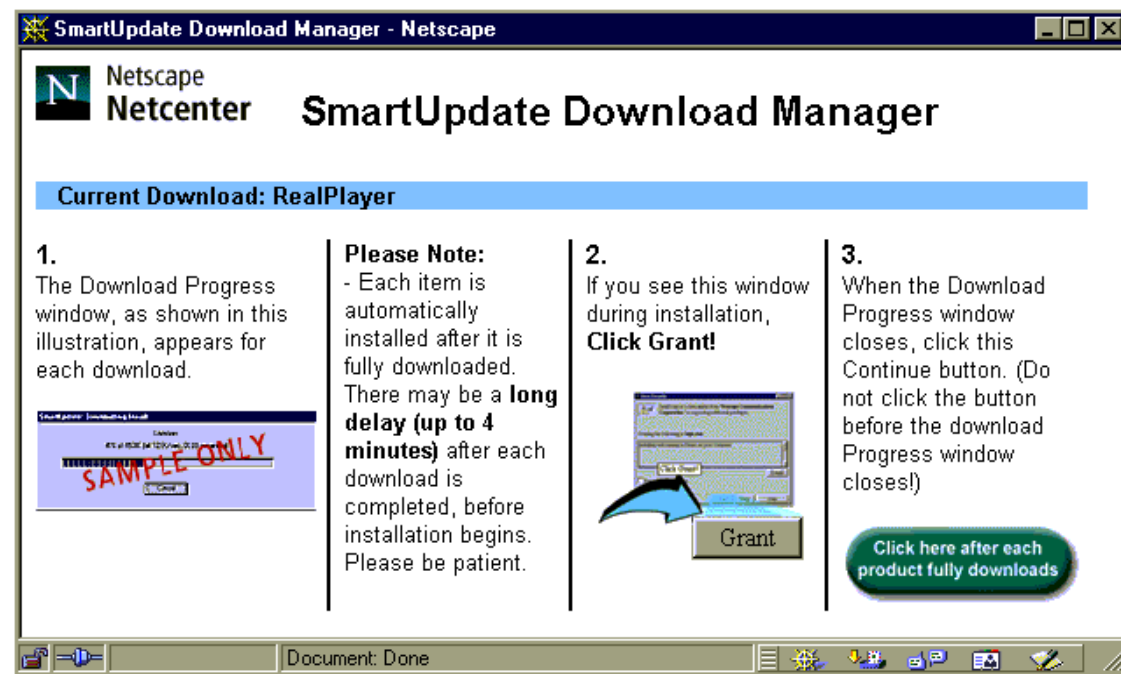 SmartUpdate Download Manager - Netscape
Netscape
Netcenter
SmartUpdate Download Manager
Current Download: RealPlayer
1.
The Download Progress
window, as shown in this
illustration, appears for
each download.
SAMPLE ONLY
Cancel
Please Note:
- Each item is
automatically
installed after it is
fully downloaded.
There may be a long
delay (up to 4
minutes) after each
download is
completed, before
installation begins.
Please be patient.
2.
If you see this window
during installation,
Click Grant!
Click Grant!
Grant
3.
When the Download
Progress window
closes, click this
Continue button. (Do
not click the button
before the download
Progress window
closes!)
Click here after each
product fully downloads
Document: Done